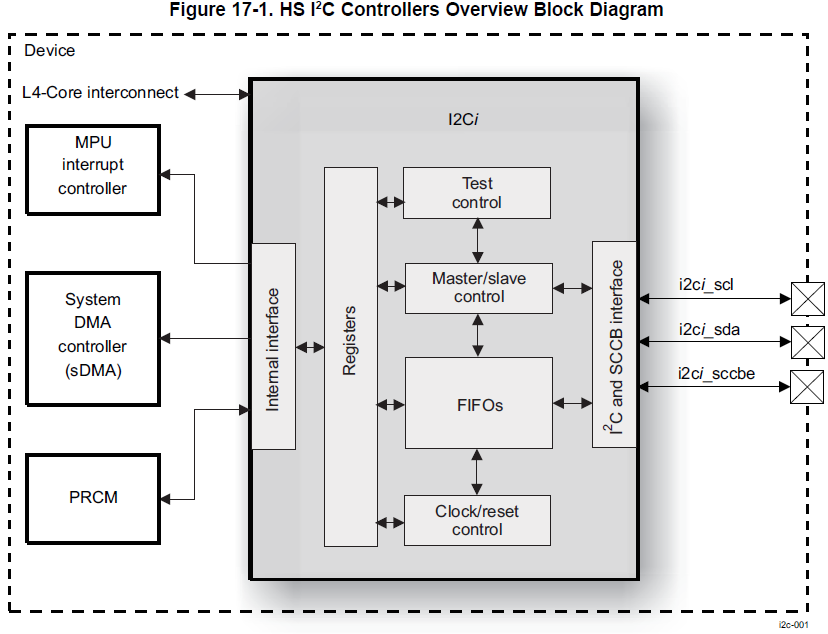 Figure 17-1. HS I²C Controllers Overview Block Diagram
Device
L4-Core interconnect
MPU
interrupt
controller
System
DMA
controller
(sDMA)
PRCM
I2Ci
Internal interface
Registers
Test
control
Master/slave
control
FIFOs
Clock/reset
control
I²C and SCCB interface
i2ci_scl
i2ci_sda
i2ci_sccbe
i2c-001